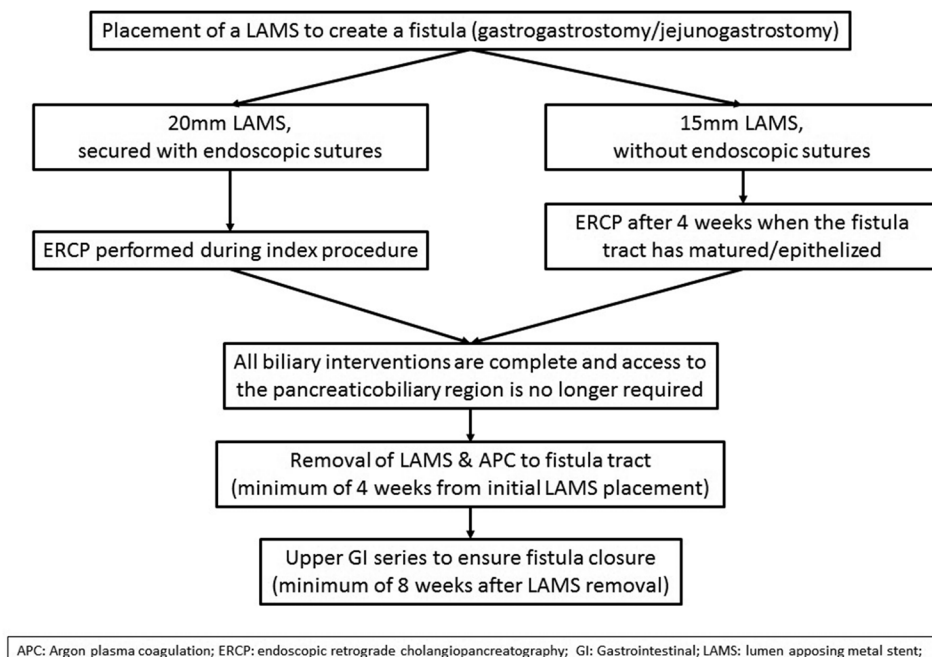 Placement of a LAMS to create a fistula (gastrogastrostomy/jejunogastrostomy)
20mm LAMS,
secured with endoscopic sutures
15mm LAMS,
without endoscopic sutures
ERCP performed during index procedure
ERCP after 4 weeks when the fistula
tract has matured/epithelized
All biliary interventions are complete and access to
the pancreaticobiliary region is no longer required
Removal of LAMS & APC to fistula tract
(minimum of 4 weeks from initial LAMS placement)
Upper GI series to ensure fistula closure
(minimum of 8 weeks after LAMS removal)
APC: Argon plasma coagulation; ERCP: endoscopic retrograde cholangiopancreatography; GI: Gastrointestinal; LAMS: lumen apposing metal stent;